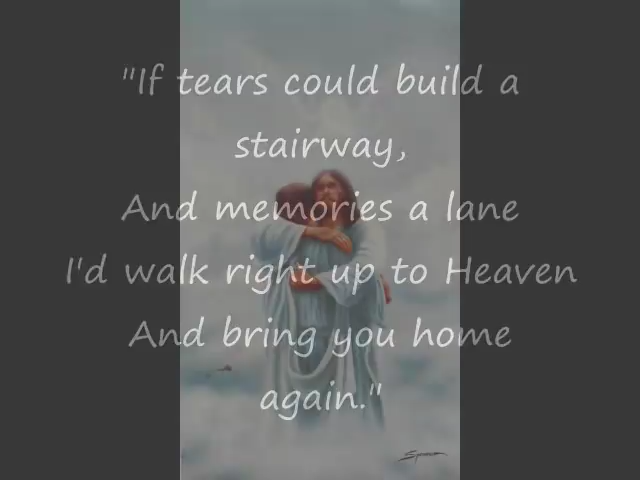 "If tears could build a
stairway,
And memories a lane
I'd walk right up to Heaven
And bring you home
again."